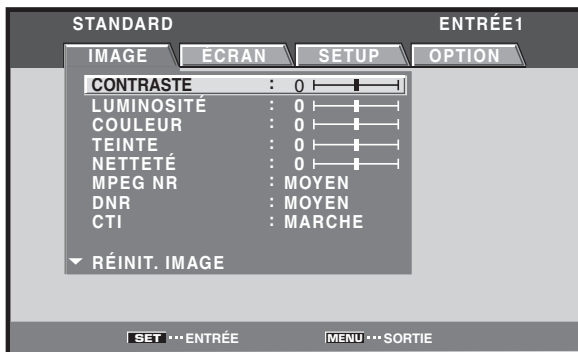 STANDARD ENTRÉE1
IMAGE ÉCRAN SETUP OPTION
CONTRASTE : 0
LUMINOSITÉ : 0
COULEUR : 0
TEINTE : 0
NETTETÉ : 0
MPEG NR : MOYEN
DNR : MOYEN
CTI : MARCHE
RÉINIT. IMAGE
SET ··· ENTRÉE MENU ··· SORTIE